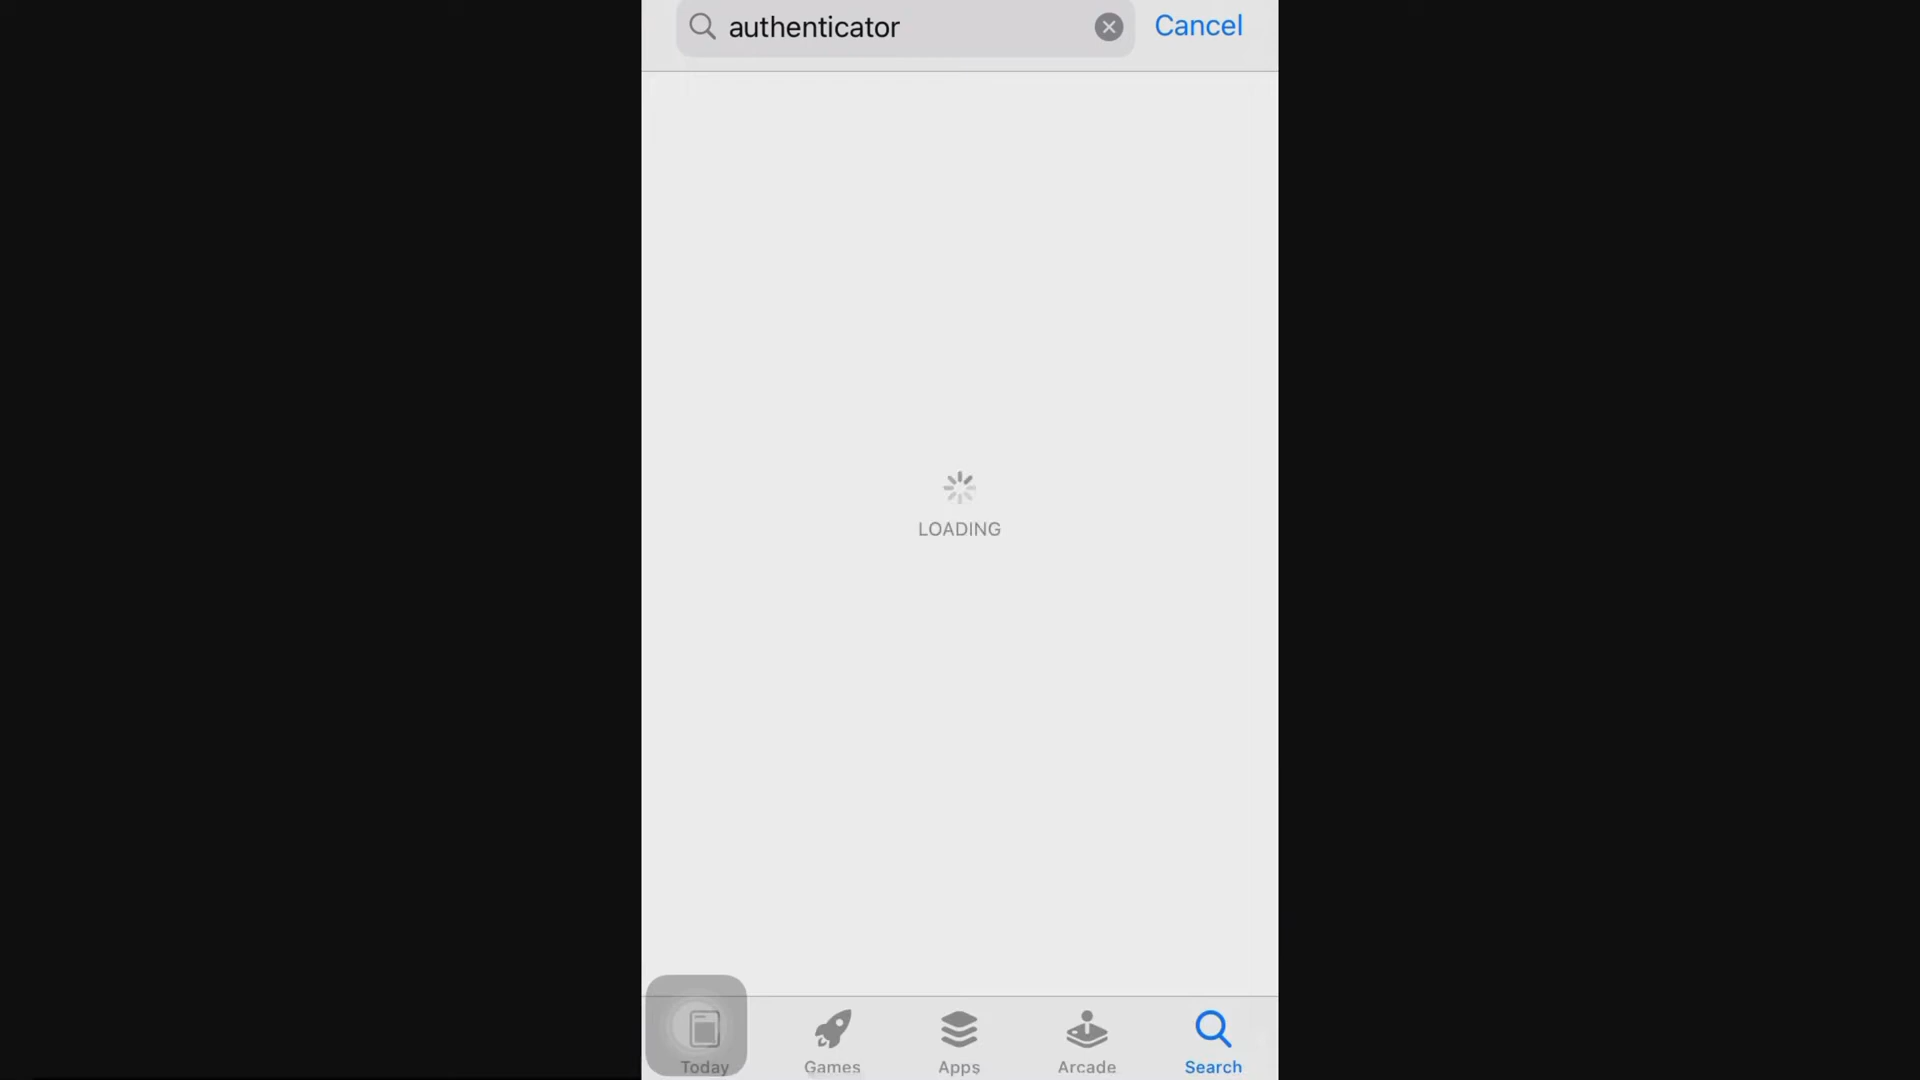 authenticator
Cancel
LOADING
Today
Games
Apps
Arcade
Search